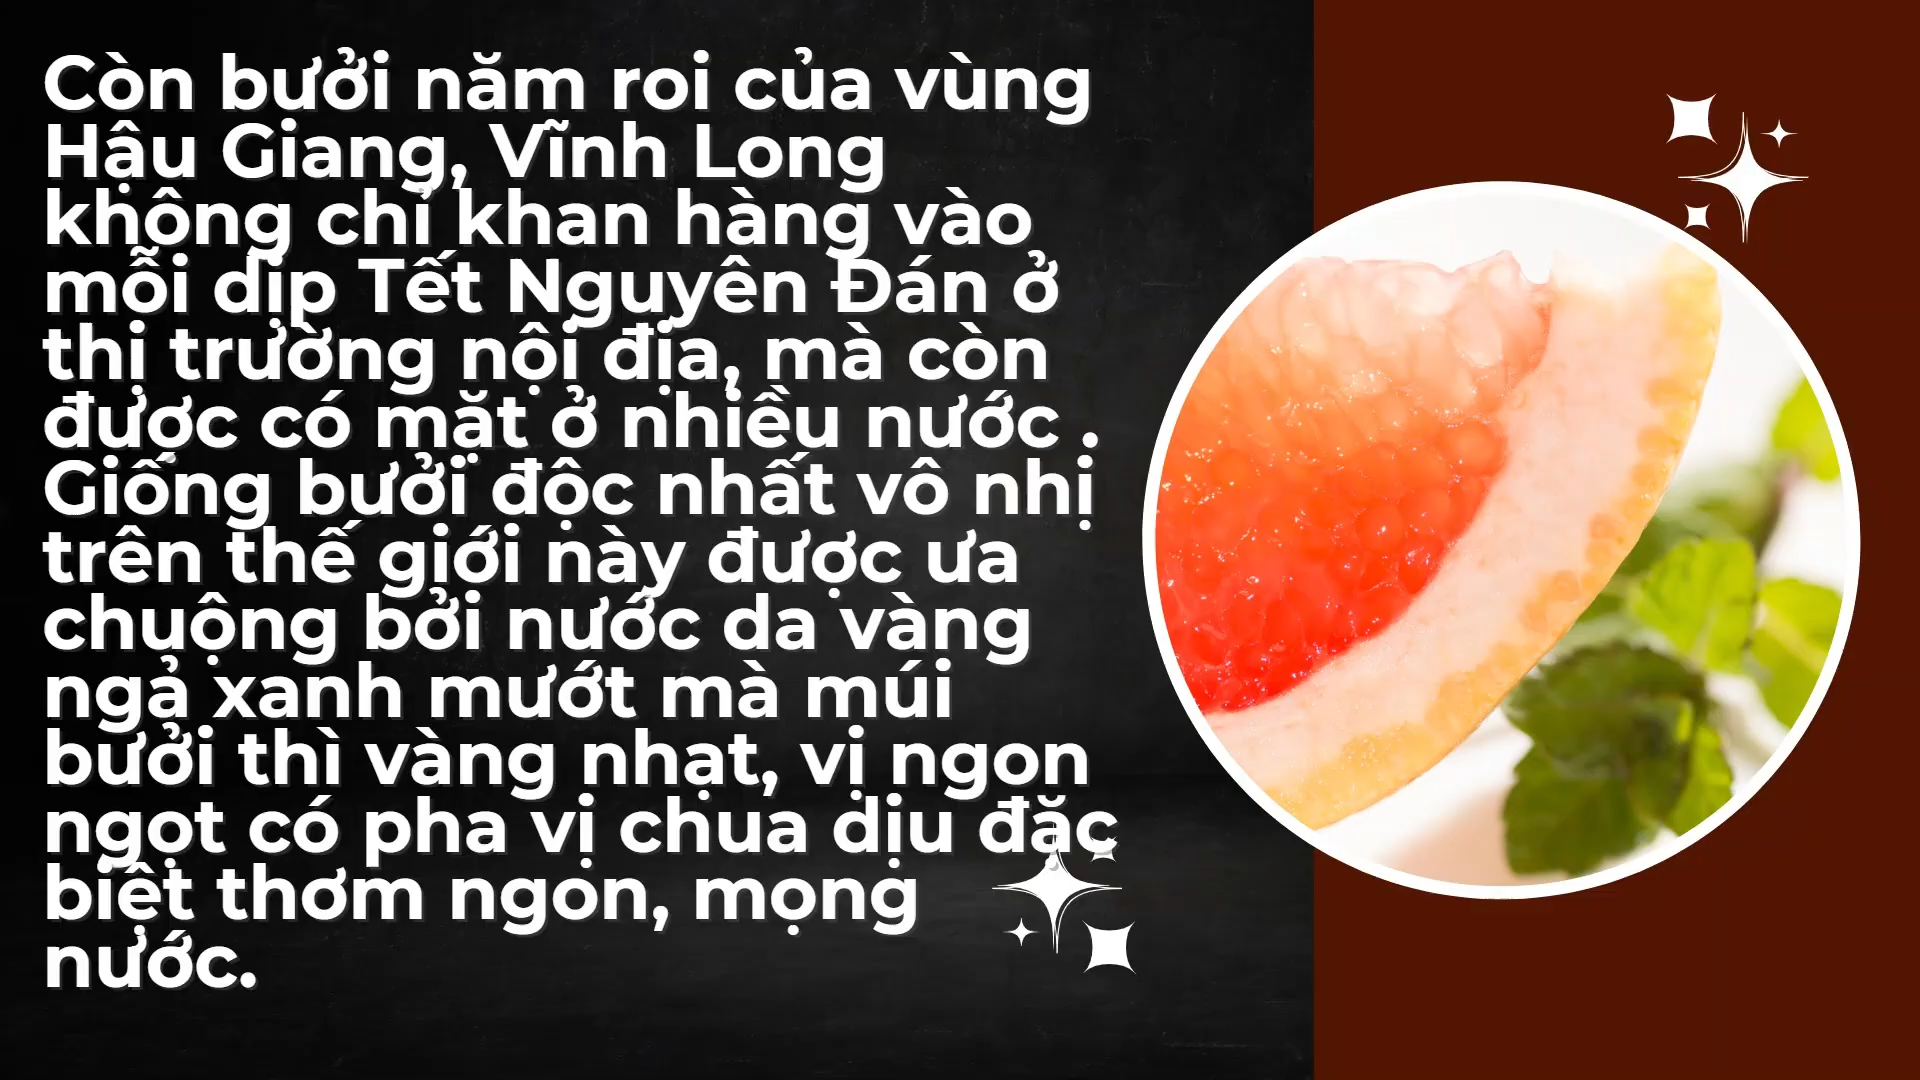 Còn bưởi năm roi của vùng
Hậu Giang, Vĩnh Long
không chỉ khan hàng vào
mỗi dịp Tết Nguyên Đán ở
thị trường nội địa, mà còn
được có mặt ở nhiều nước .
Giống bưởi độc nhất vô nhị
trên thế giới này được ưa
chuộng bởi nước da vàng
ngả xanh mướt mà múi
bưởi thì vàng nhạt, vị ngon
ngọt có pha vị chua dịu đặc
biệt thơm ngon, mọng
nước.